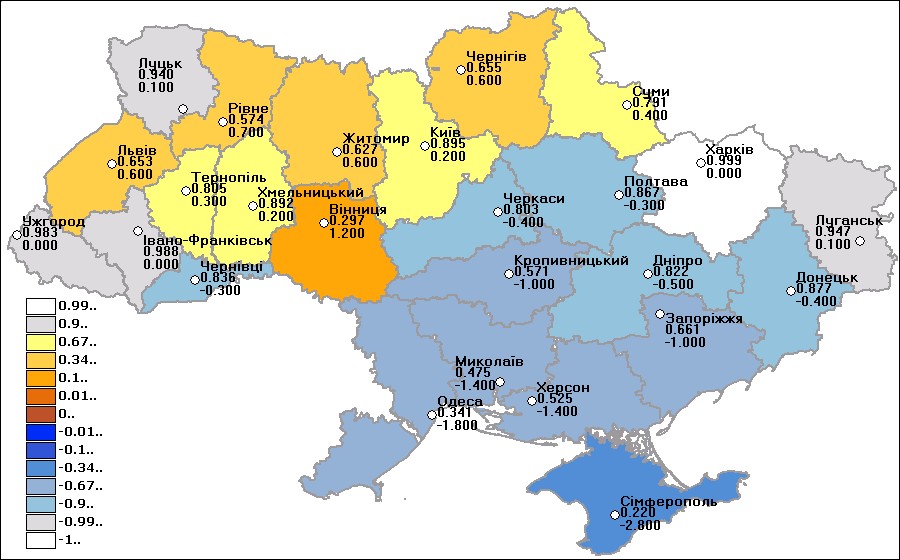 Луцьк
0.940
0.100
Рівне
0.574
0.700
Житомир
0.627
0.600
Київ
0.895
0.200
Чернігів
0.655
0.600
Суми
0.791
0.400
Харків
0.999
0.000
Львів
0.653
0.600
Тернопіль
0.805
0.300
Хмельницький
0.892
0.200
Вінниця
0.297
1.200
Черкаси
0.803
-0.400
Полтава
0.867
-0.300
Луганськ
0.947
0.100
Ужгород
0.983
0.000
Івано-Франківськ
0.988
0.000
Чернівці
0.836
-0.300
Кропивницький
0.571
-1.000
Дніпро
0.822
-0.500
Донецьк
0.877
-0.400
Запоріжжя
0.661
-1.000
Миколаїв
0.475
-1.400
Херсон
0.525
-1.400
Одеса
0.341
-1.800
Сімферополь
0.220
-2.800
0.99..
0.9..
0.67..
0.34..
0.1..
0.01..
0..
-0.01..
-0.1..
-0.34..
-0.67..
-0.9..
-0.99..
-1..